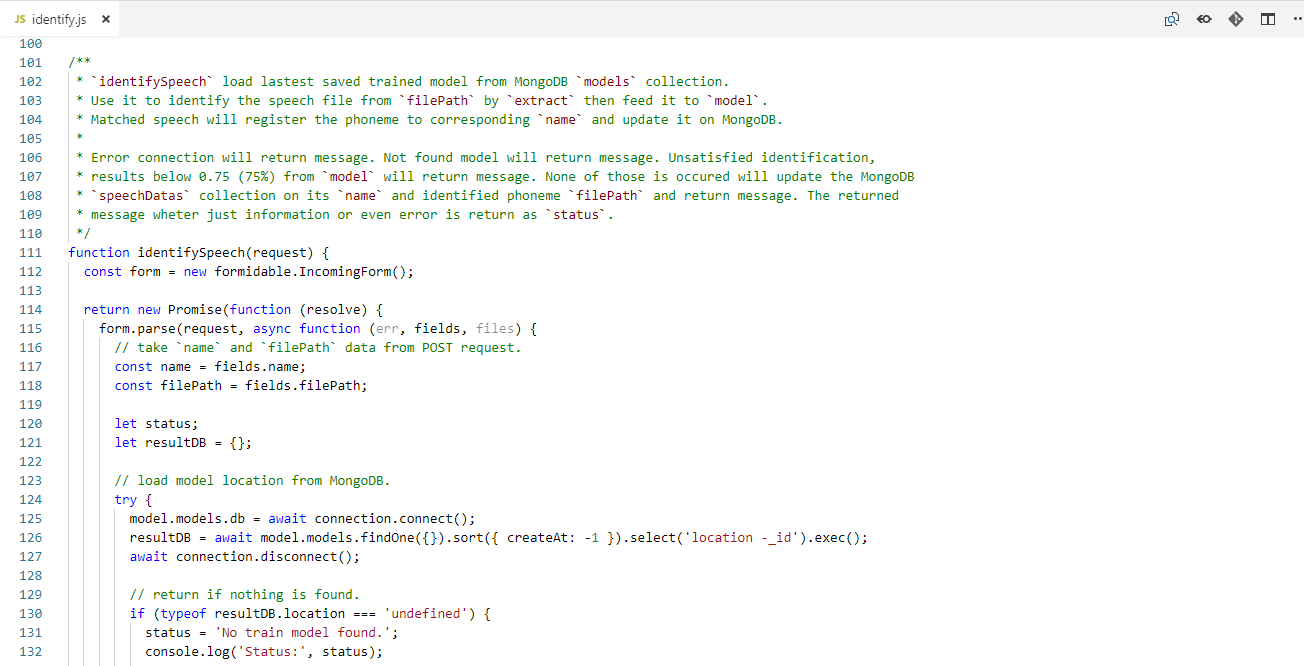 JS identify.js ×
100
101 /**
102  * `identifySpeech` load lastest saved trained model from MongoDB `models` collection.
103  * Use it to identify the speech file from `filePath` by `extract` then feed it to `model`.
104  * Matched speech will register the phoneme to corresponding `name` and update it on MongoDB.
105  *
106  * Error connection will return message. Not found model will return message. Unsatisfied identification,
107  * results below 0.75 (75%) from `model` will return message. None of those is occured will update the MongoDB
108  * `speechDatas` collection on its `name` and identified phoneme `filePath` and return message. The returned
109  * message wheter just information or even error is return as `status`.
110  */
111 function identifySpeech(request) {
112   const form = new formidable.IncomingForm();
113
114   return new Promise(function (resolve) {
115     form.parse(request, async function (err, fields, files) {
116       // take `name` and `filePath` data from POST request.
117       const name = fields.name;
118       const filePath = fields.filePath;
119
120       let status;
121       let resultDB = {};
122
123       // load model location from MongoDB.
124       try {
125         model.models.db = await connection.connect();
126         resultDB = await model.models.findOne({}).sort({ createAt: -1 }).select('location -_id').exec();
127         await connection.disconnect();
128
129         // return if nothing is found.
130         if (typeof resultDB.location === 'undefined') {
131           status = 'No train model found.';
132           console.log('Status:', status);